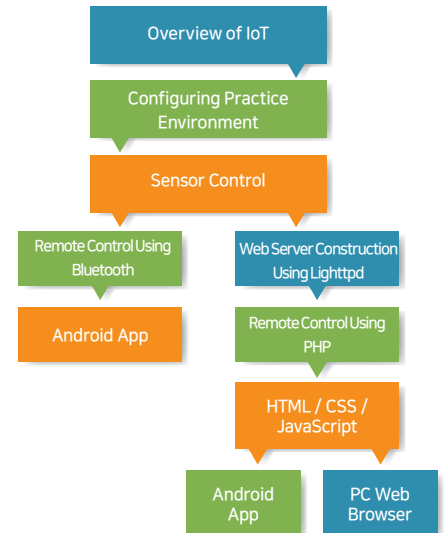 Overview of IoT
Configuring Practice
Environment
Sensor Control
Remote Control Using
Bluetooth
Web Server Construction
Using Lighttpd
Android App
Remote Control Using
PHP
HTML / CSS /
JavaScript
Android
App
PC Web
Browser